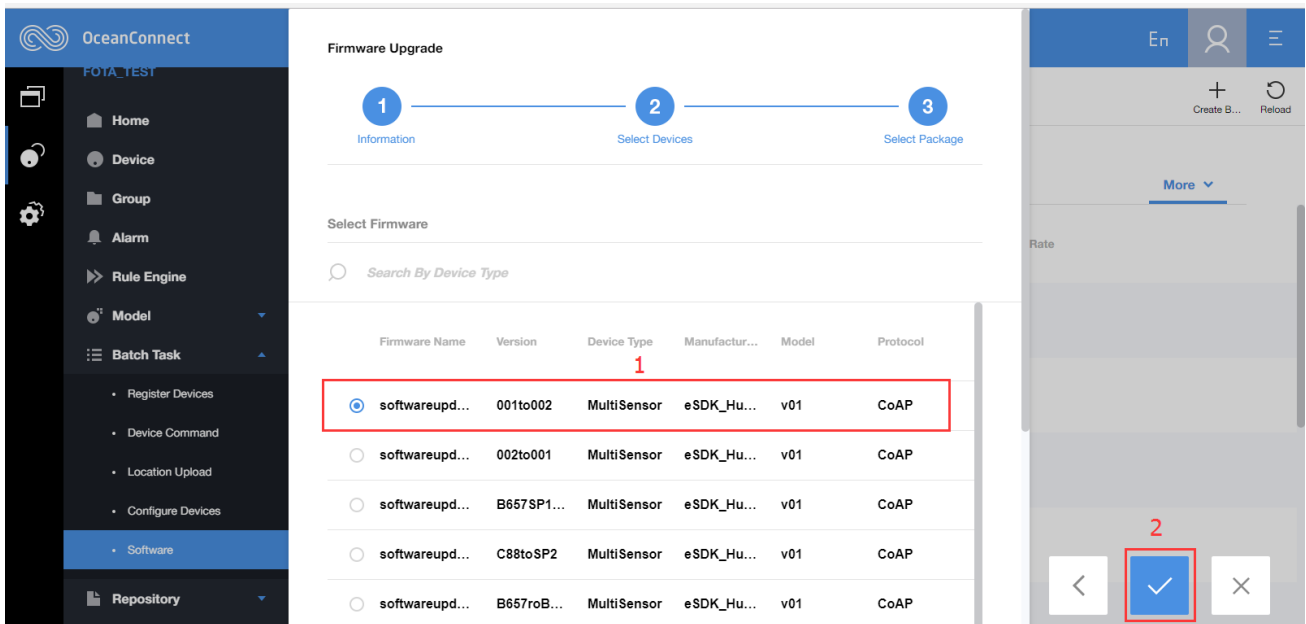 OceanConnect
FOTA_TEST
Home
Device
Group
Alarm
Rule Engine
Model
Batch Task
• Register Devices
• Device Command
• Location Upload
• Configure Devices
• Software
Repository
Firmware Upgrade
1 2 3
Information Select Devices Select Package
Select Firmware
Search By Device Type
Firmware Name Version Device Type Manufactur... Model Protocol
1
softwareupd... 001to002 MultiSensor eSDK_Hu... v01 CoAP
softwareupd... 002to001 MultiSensor eSDK_Hu... v01 CoAP
softwareupd... B657SP1... MultiSensor eSDK_Hu... v01 CoAP
softwareupd... C88toSP2 MultiSensor eSDK_Hu... v01 CoAP
softwareupd... B657roB... MultiSensor eSDK_Hu... v01 CoAP
En
Create B... Reload
More
Rate
2